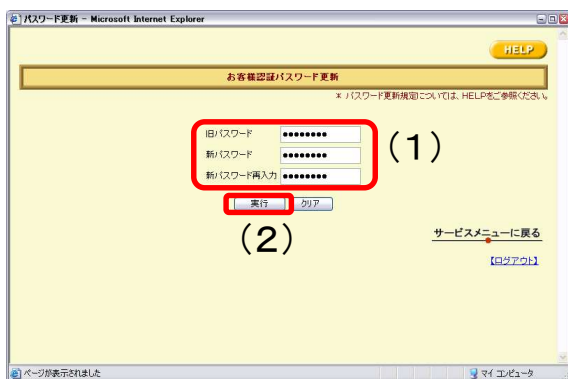 パスワード更新 - Microsoft Internet Explorer
HELP
お客様認証パスワード更新
* パスワード更新規定については、HELPをご参照ください。
旧パスワード ●●●●●●●●
新パスワード ●●●●●●●●
新パスワード再入力 ●●●●●●●●
(1)
実行 クリア
(2)
サービスメニューに戻る
【ログアウト】
ページが表示されました マイ コンピュータ